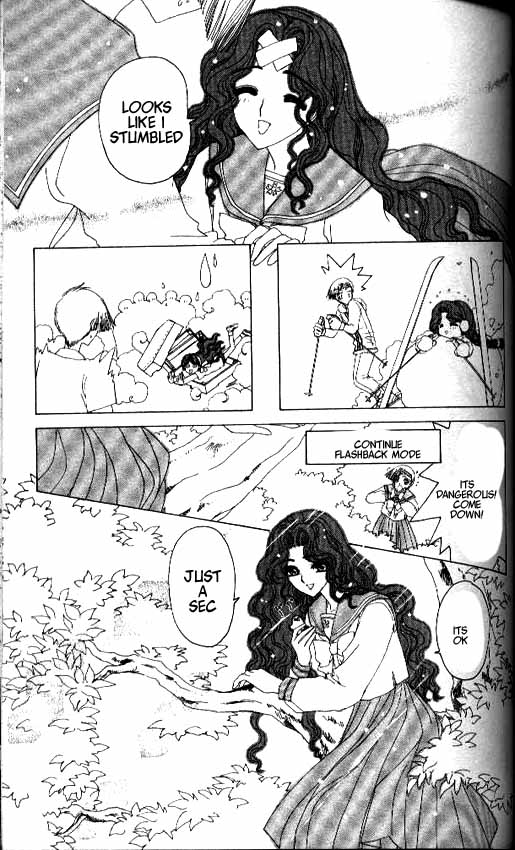 LOOKS
LIKE I
STUMBLED
CONTINUE
FLASHBACK MODE
ITS
DANGEROUS!
COME
DOWN!
JUST
A
SEC
ITS
OK